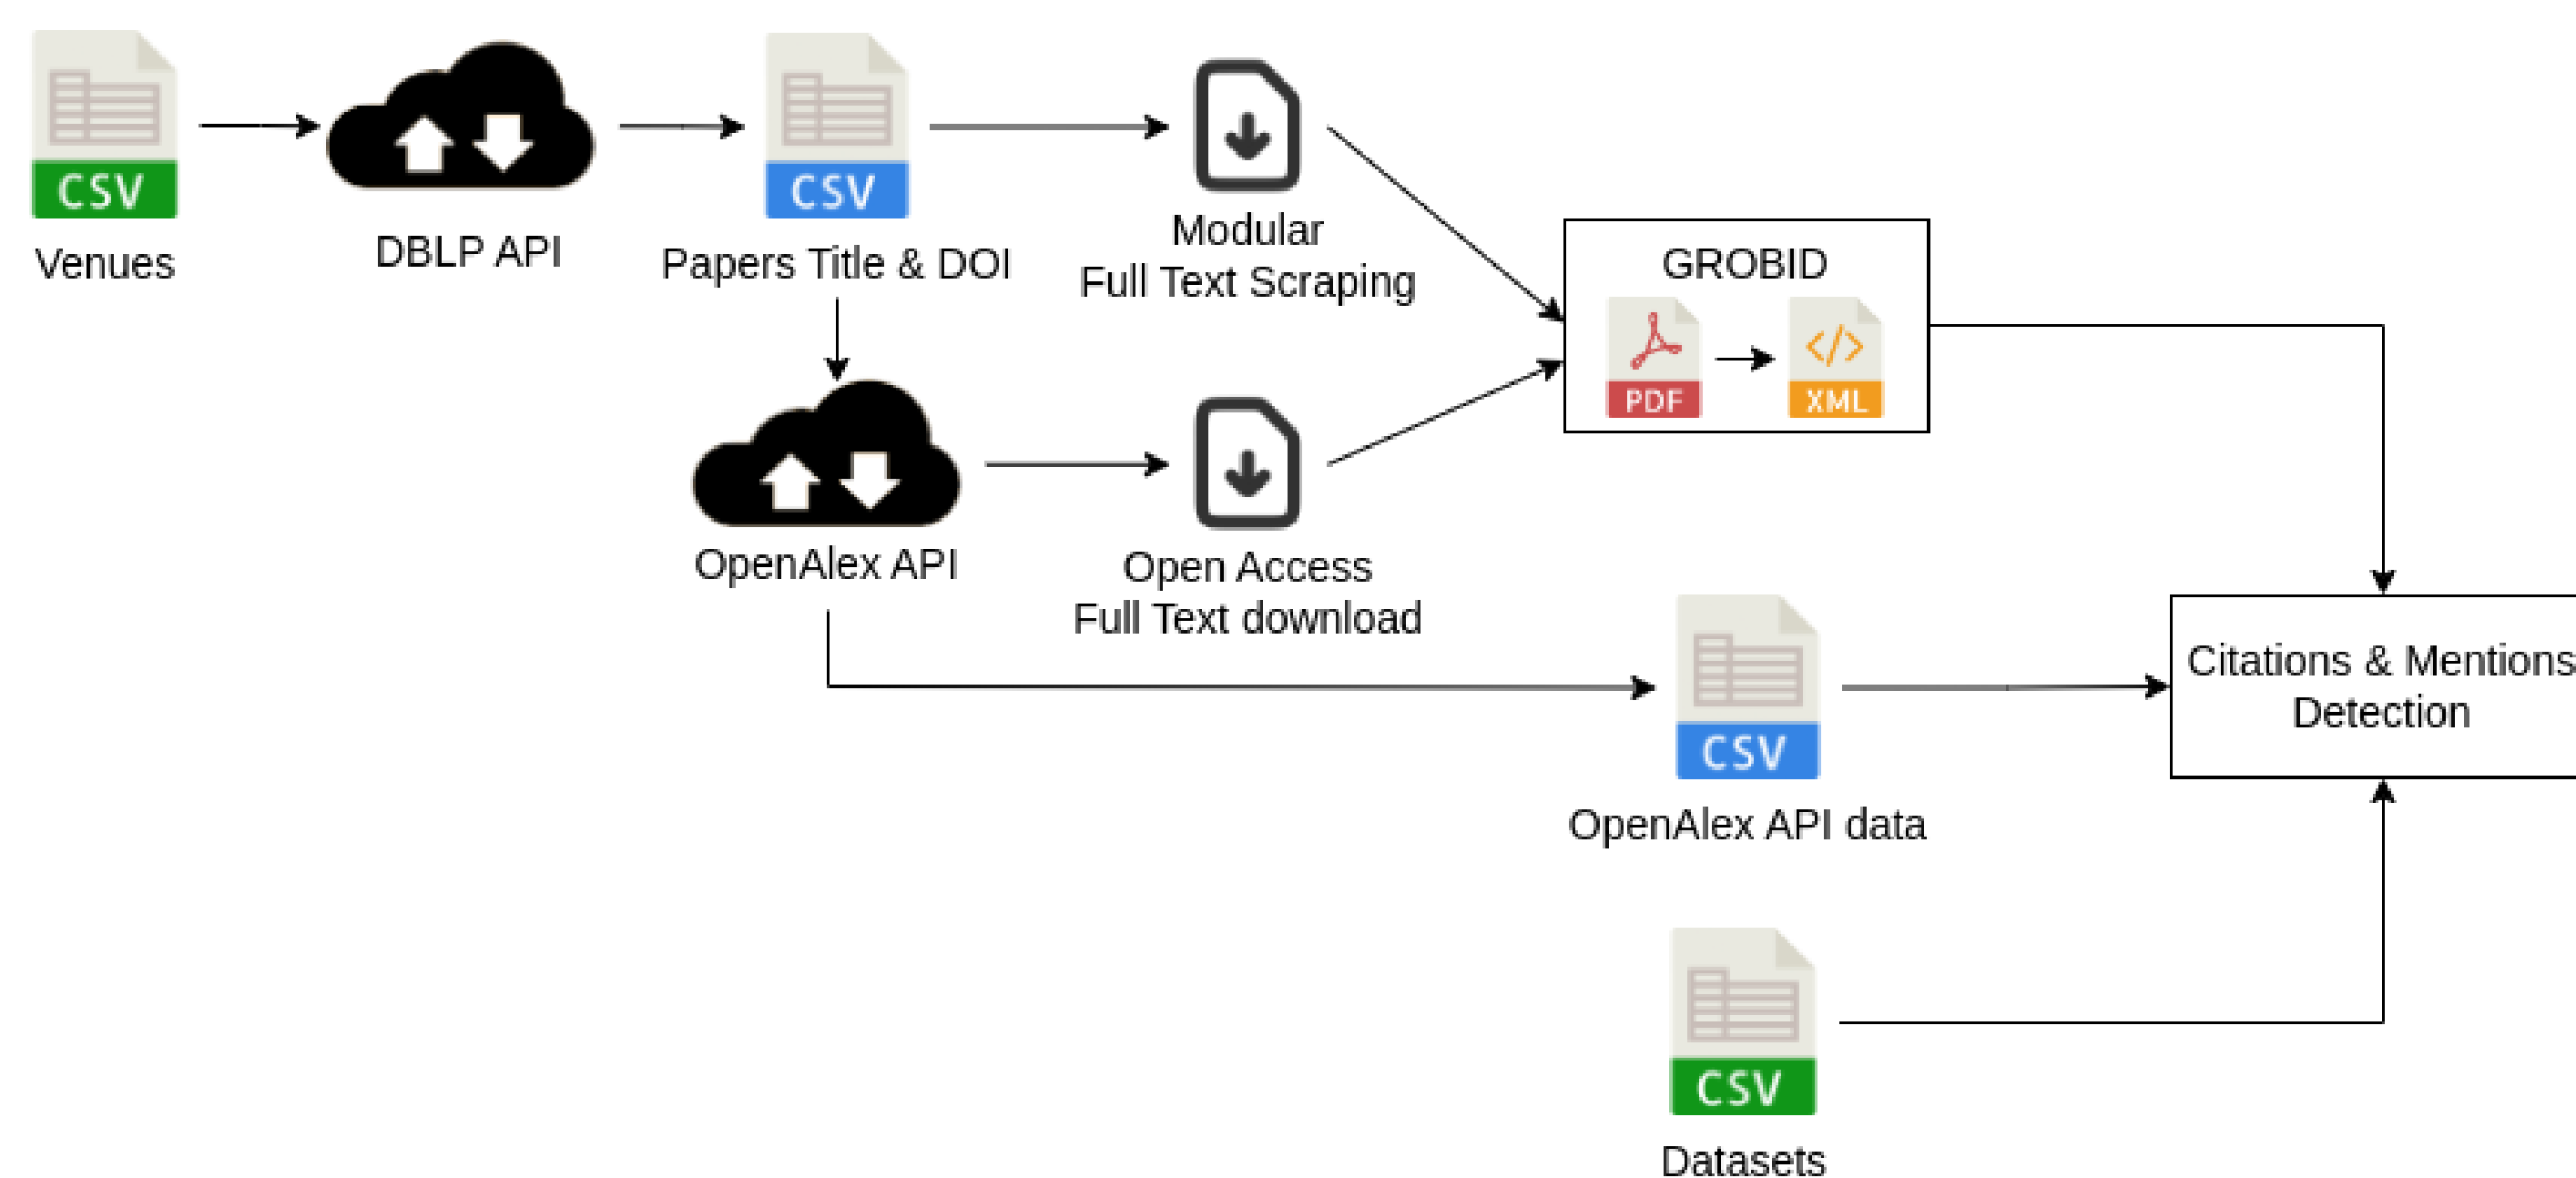 CSV
Venues
DBLP API
CSV
Papers Title & DOI
Modular
Full Text Scraping
GROBID
PDF
XML
OpenAlex API
Open Access
Full Text download
CSV
OpenAlex API data
Citations & Mentions
Detection
CSV
Datasets